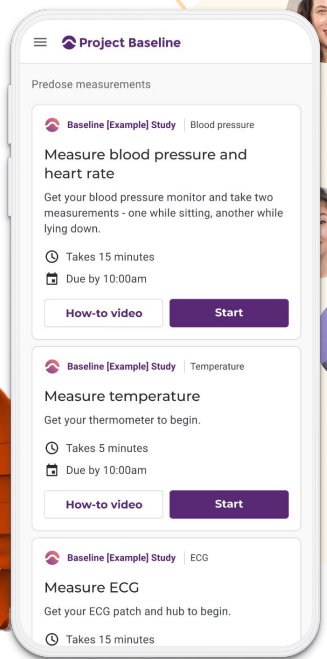 Project Baseline
Predose measurements
Baseline [Example] Study | Blood pressure
Measure blood pressure and
heart rate
Get your blood pressure monitor and take two
measurements - one while sitting, another while
lying down.
Takes 15 minutes
Due by 10:00am
How-to video Start
Baseline [Example] Study | Temperature
Measure temperature
Get your thermometer to begin.
Takes 5 minutes
Due by 10:00am
How-to video Start
Baseline [Example] Study | ECG
Measure ECG
Get your ECG patch and hub to begin.
Takes 15 minutes